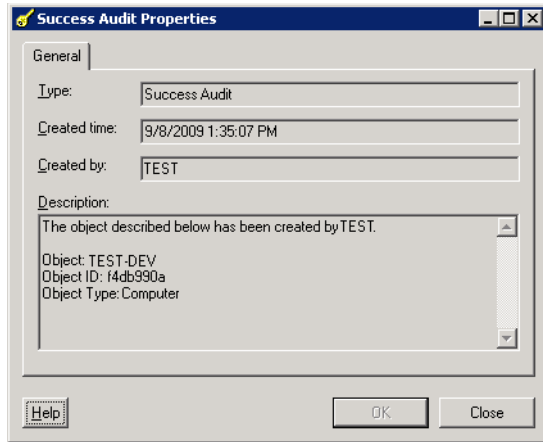 Success Audit Properties
General
Type: Success Audit
Created time: 9/8/2009 1:35:07 PM
Created by: TEST
Description:
The object described below has been created by TEST.
Object: TEST-DEV
Object ID: f4db990a
Object Type: Computer
Help OK Close